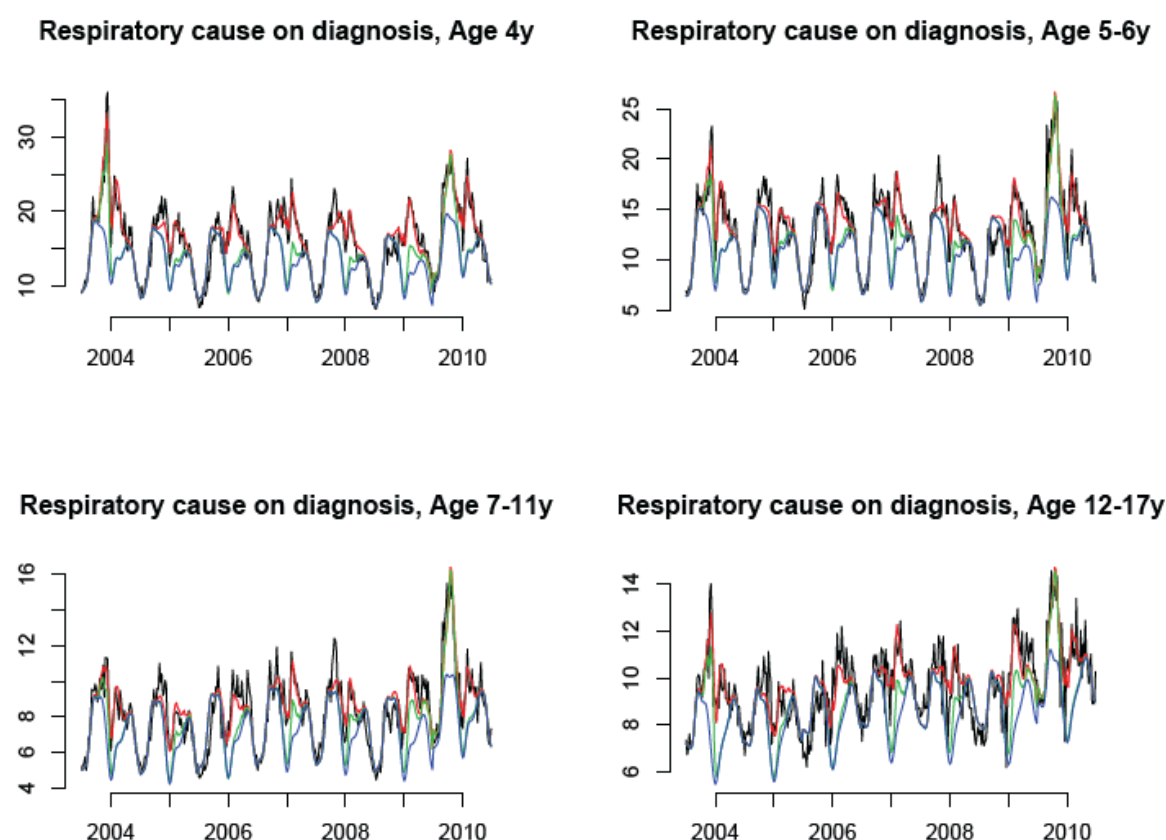 Respiratory cause on diagnosis, Age 4y
30
20
10
2004 2006 2008 2010
Respiratory cause on diagnosis, Age 5-6y
25
20
15
10
5
2004 2006 2008 2010
Respiratory cause on diagnosis, Age 7-11y
16
12
8
6
4
2004 2006 2008 2010
Respiratory cause on diagnosis, Age 12-17y
14
12
10
8
6
2004 2006 2008 2010